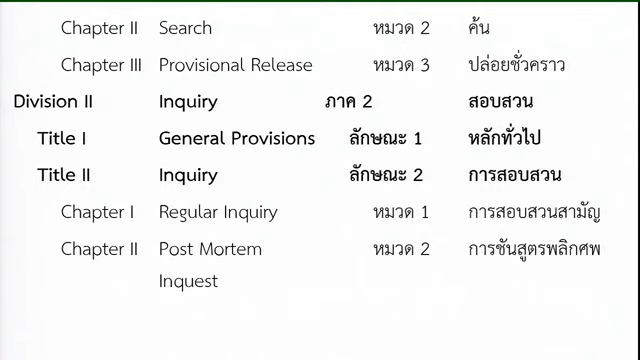 Chapter II Search หมวด 2 ค้น
Chapter III Provisional Release หมวด 3 ปล่อยชั่วคราว
Division II Inquiry ภาค 2 สอบสวน
Title I General Provisions ลักษณะ 1 หลักทั่วไป
Title II Inquiry ลักษณะ 2 การสอบสวน
Chapter I Regular Inquiry หมวด 1 การสอบสวนสามัญ
Chapter II Post Mortem หมวด 2 การชันสูตรพลิกศพ
Inquest